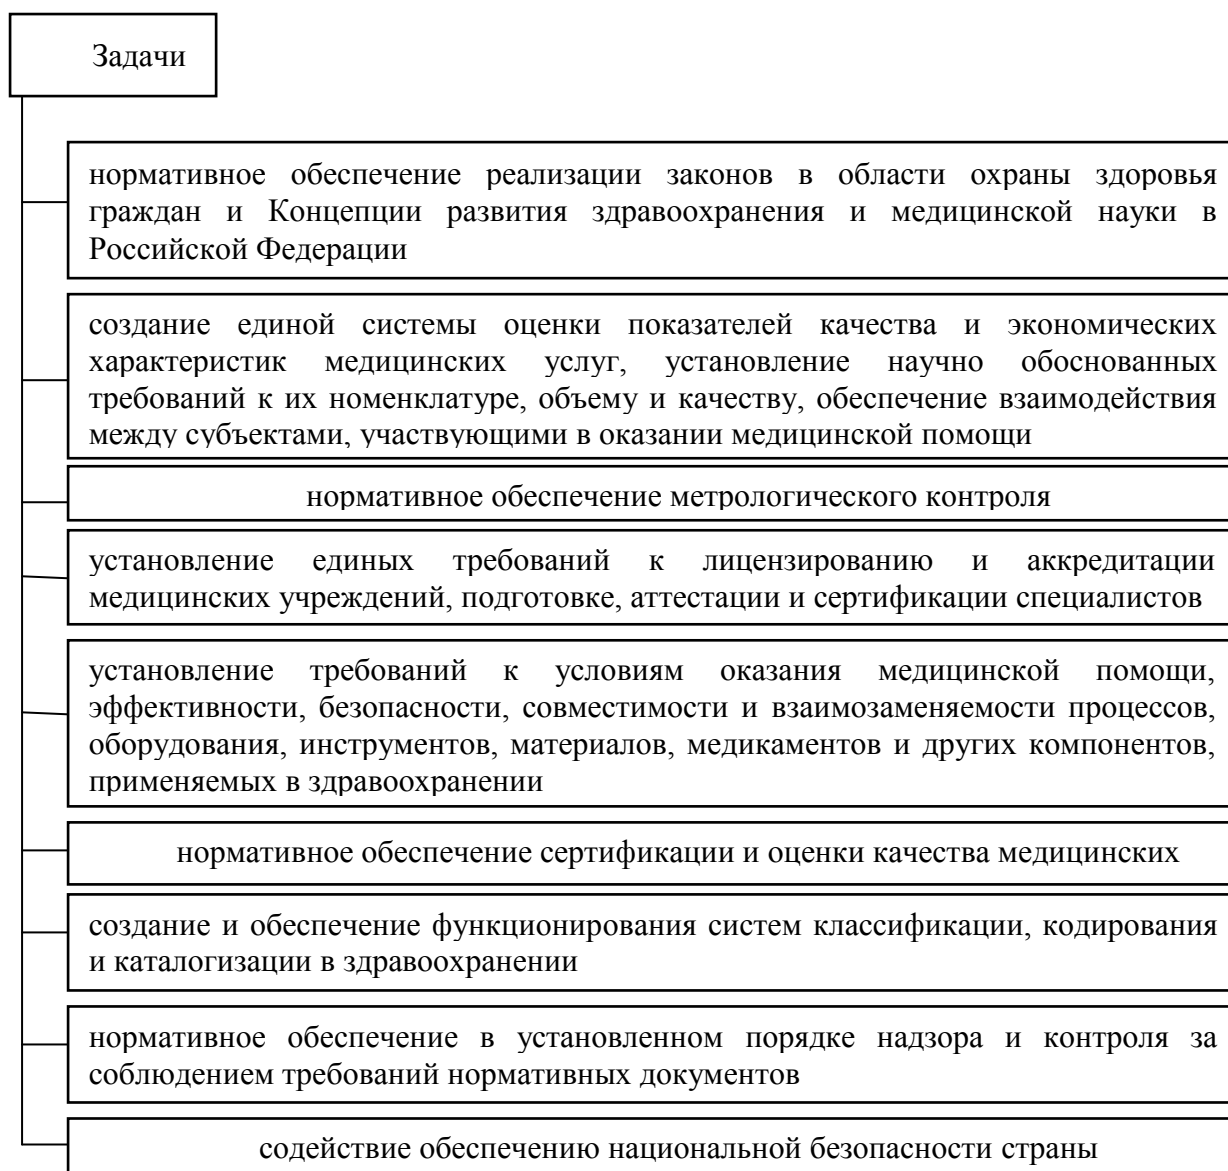 Задачи
нормативное обеспечение реализации законов в области охраны здоровья
граждан и Концепции развития здравоохранения и медицинской науки в
Российской Федерации
создание единой системы оценки показателей качества и экономических
характеристик медицинских услуг, установление научно обоснованных
требований к их номенклатуре, объему и качеству, обеспечение взаимодействия
между субъектами, участвующими в оказании медицинской помощи
нормативное обеспечение метрологического контроля
установление единых требований к лицензированию и аккредитации
медицинских учреждений, подготовке, аттестации и сертификации специалистов
установление требований к условиям оказания медицинской помощи,
эффективности, безопасности, совместимости и взаимозаменяемости процессов,
оборудования, инструментов, материалов, медикаментов и других компонентов,
применяемых в здравоохранении
нормативное обеспечение сертификации и оценки качества медицинских
создание и обеспечение функционирования систем классификации, кодирования
и каталогизации в здравоохранении
нормативное обеспечение в установленном порядке надзора и контроля за
соблюдением требований нормативных документов
содействие обеспечению национальной безопасности страны